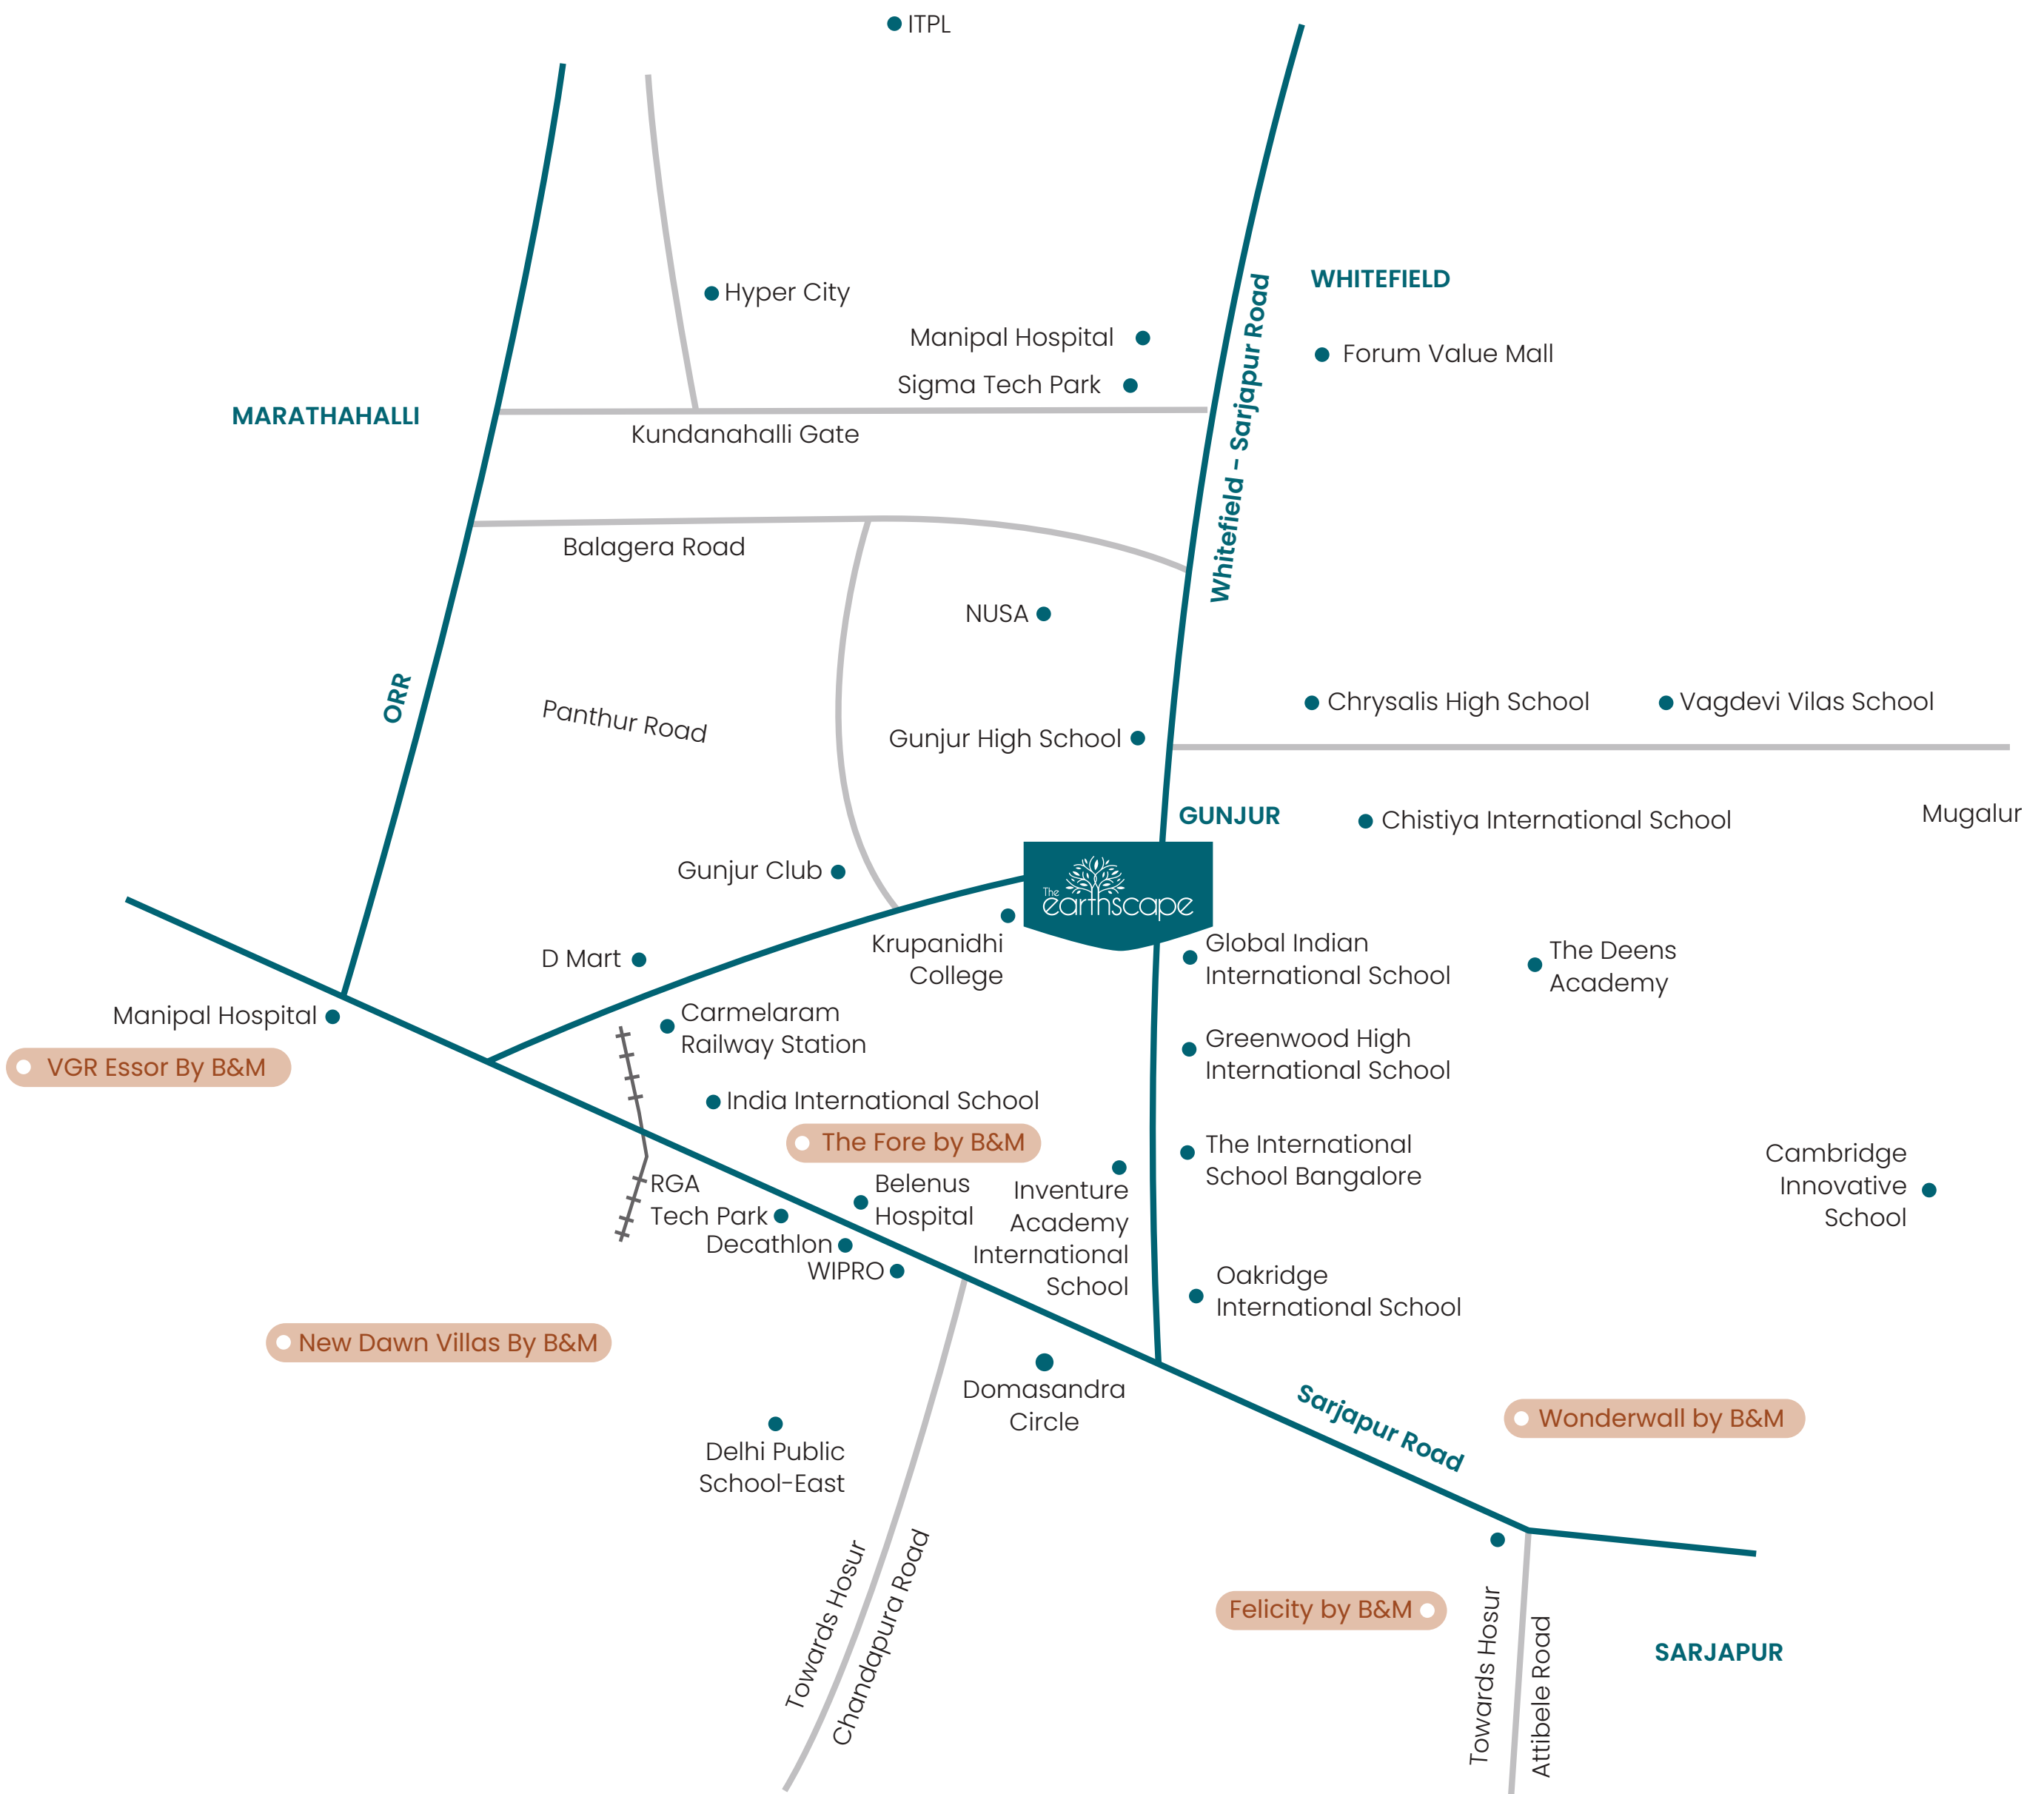 ITPL
Hyper City
WHITEFIELD
Manipal Hospital
Forum Value Mall
Sigma Tech Park
MARATHAHALLI
Kundanahalli Gate
Whitefield - Sarjapur Road
Balagera Road
NUSA
ORR
Panthur Road
Chrysalis High School
Vagdevi Vilas School
Gunjur High School
GUNJUR
Chistiya International School
Mugalur
Gunjur Club
The
earthscape
Krupanidhi
College
D Mart
Global Indian
International School
The Deens
Academy
Manipal Hospital
Carmelaram
Railway Station
Greenwood High
International School
VGR Essor By B&M
India International School
The Fore by B&M
The International
School Bangalore
Cambridge
Innovative
School
RGA
Tech Park
Belenus
Hospital
Inventure
Academy
International
School
Decathlon
WIPRO
Oakridge
International School
New Dawn Villas By B&M
Domasandra
Circle
Sarjapur Road
Wonderwall by B&M
Delhi Public
School-East
Towards Hosur
Chandapura Road
Felicity by B&M
Towards Hosur
Attibele Road
SARJAPUR